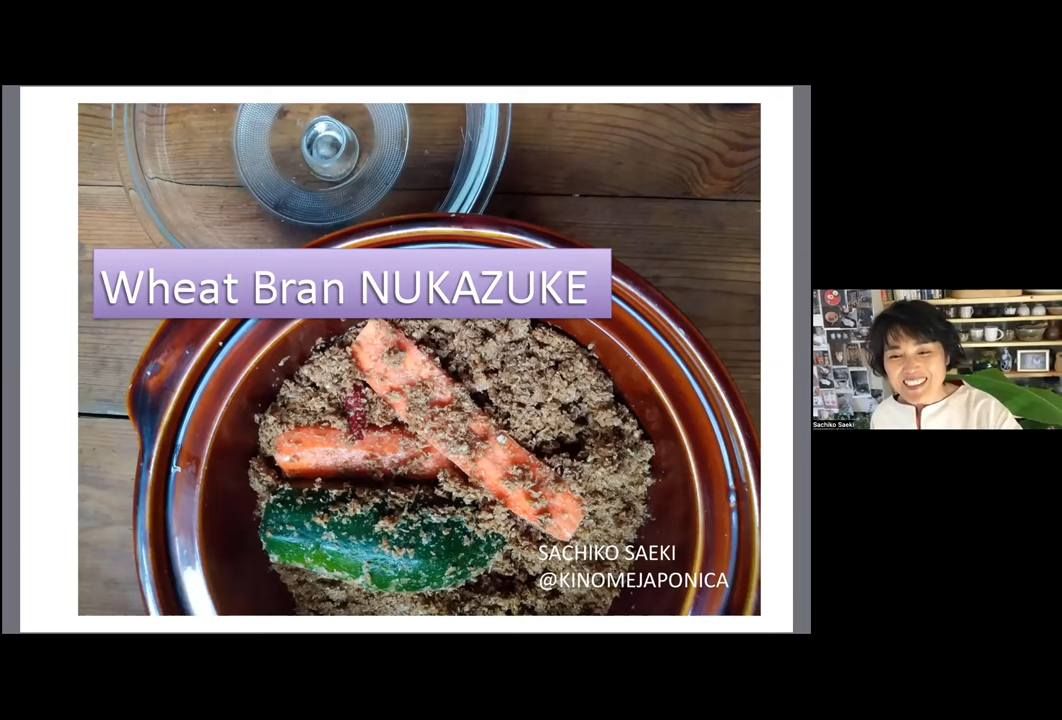 Wheat Bran NUKAZUKE
SACHIKO SAEKI
@KINOMEJAPONICA
Sachiko Saeki